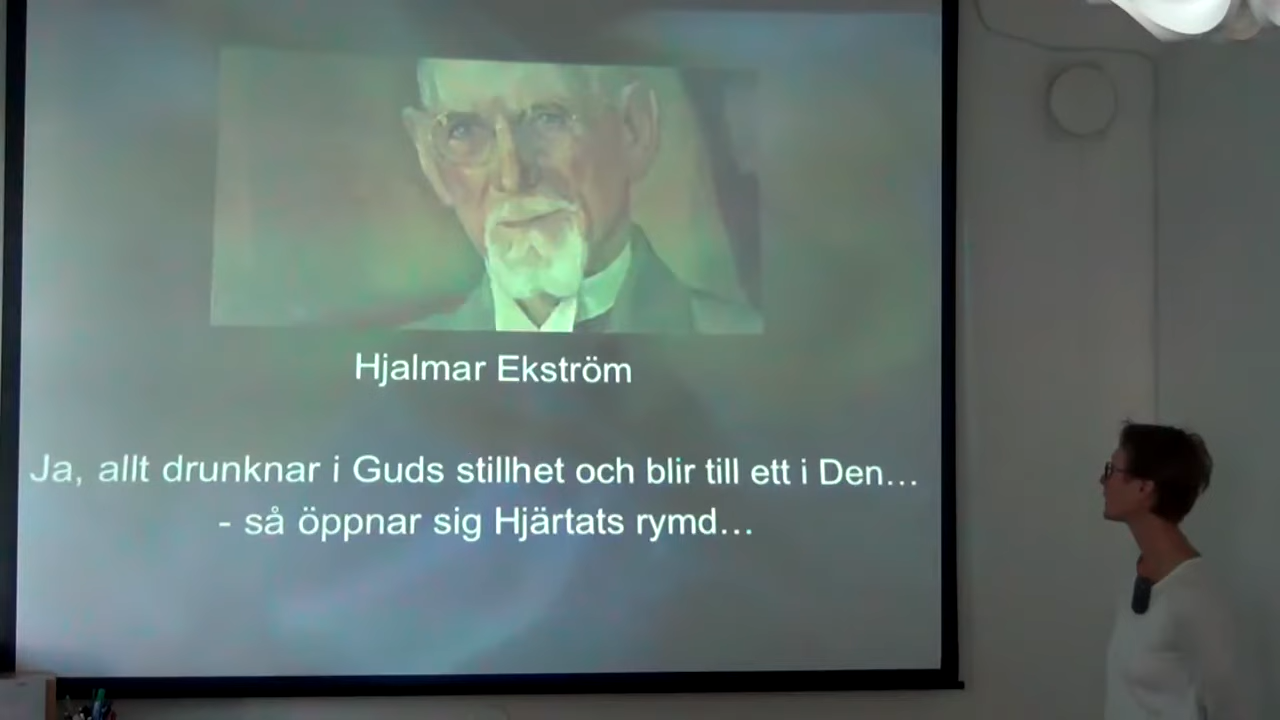 Hjalmar Ekström
Ja, allt drunknar i Guds stillhet och blir till ett i Den…
- så öppnar sig Hjärtats rymd…